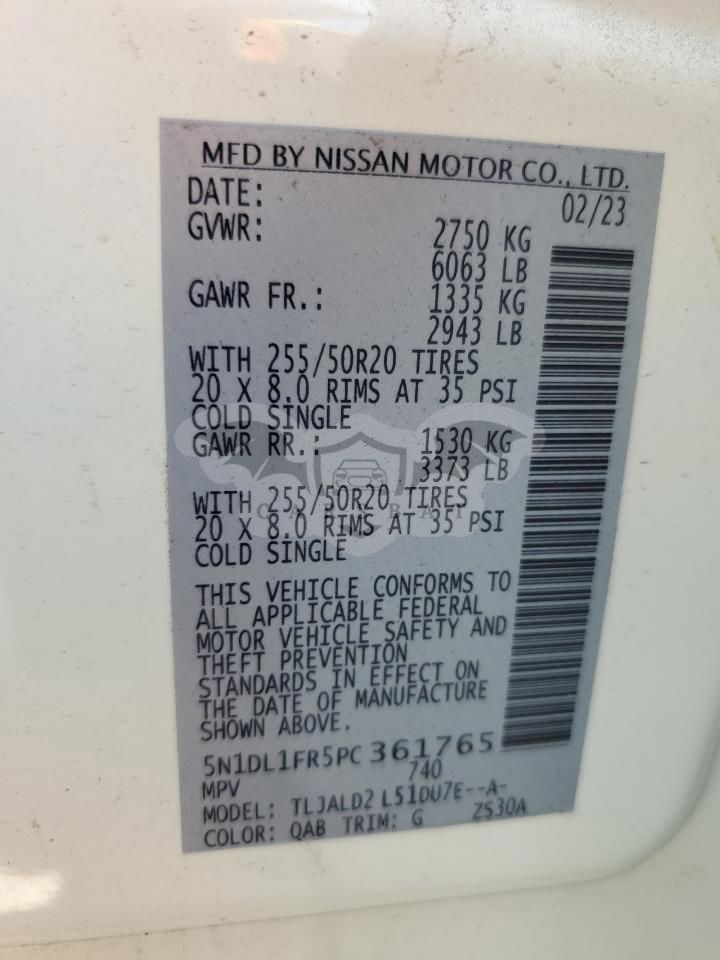 MFD BY NISSAN MOTOR CO., LTD.
DATE: 02/23
GVWR: 2750 KG
6063 LB
GAWR FR.: 1335 KG
2943 LB
WITH 255/50R20 TIRES
20 X 8.0 RIMS AT 35 PSI
COLD SINGLE
GAWR RR.: 1530 KG
3373 LB
WITH 255/50R20 TIRES
20 X 8.0 RIMS AT 35 PSI
COLD SINGLE
THIS VEHICLE CONFORMS TO
ALL APPLICABLE FEDERAL
MOTOR VEHICLE SAFETY AND
THEFT PREVENTION
STANDARDS IN EFFECT ON
THE DATE OF MANUFACTURE
SHOWN ABOVE.
5N1DL1FR5PC 361765
MPV 740
MODEL: TLJALD2 L51DU7E--A-
COLOR: QAB TRIM: G ZS30A